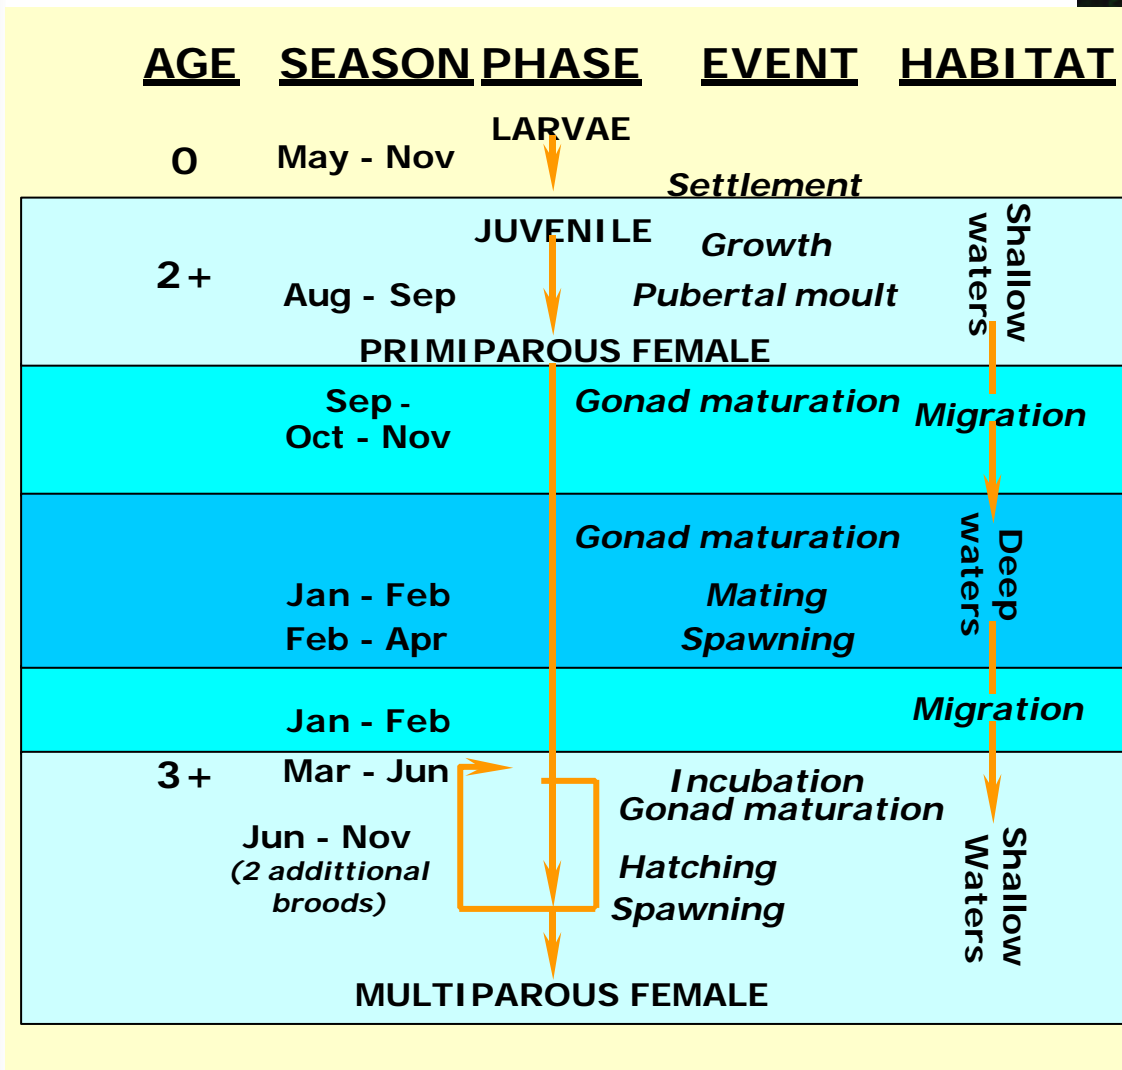 AGE SEASON PHASE EVENT HABITAT
LARVAE
0 May - Nov
Settlement
JUVENILE
Growth
2+
Aug - Sep Pubertal moult
Shallow
waters
PRIMIPAROUS FEMALE
Sep -
Oct - Nov
Gonad maturation
Migration
Gonad maturation
Deep
waters
Jan - Feb Mating
Feb - Apr Spawning
Jan - Feb
Migration
3+ Mar - Jun
Incubation
Gonad maturation
Jun - Nov
(2 addittional
broods)
Hatching
Spawning
Shallow
Waters
MULTIPAROUS FEMALE